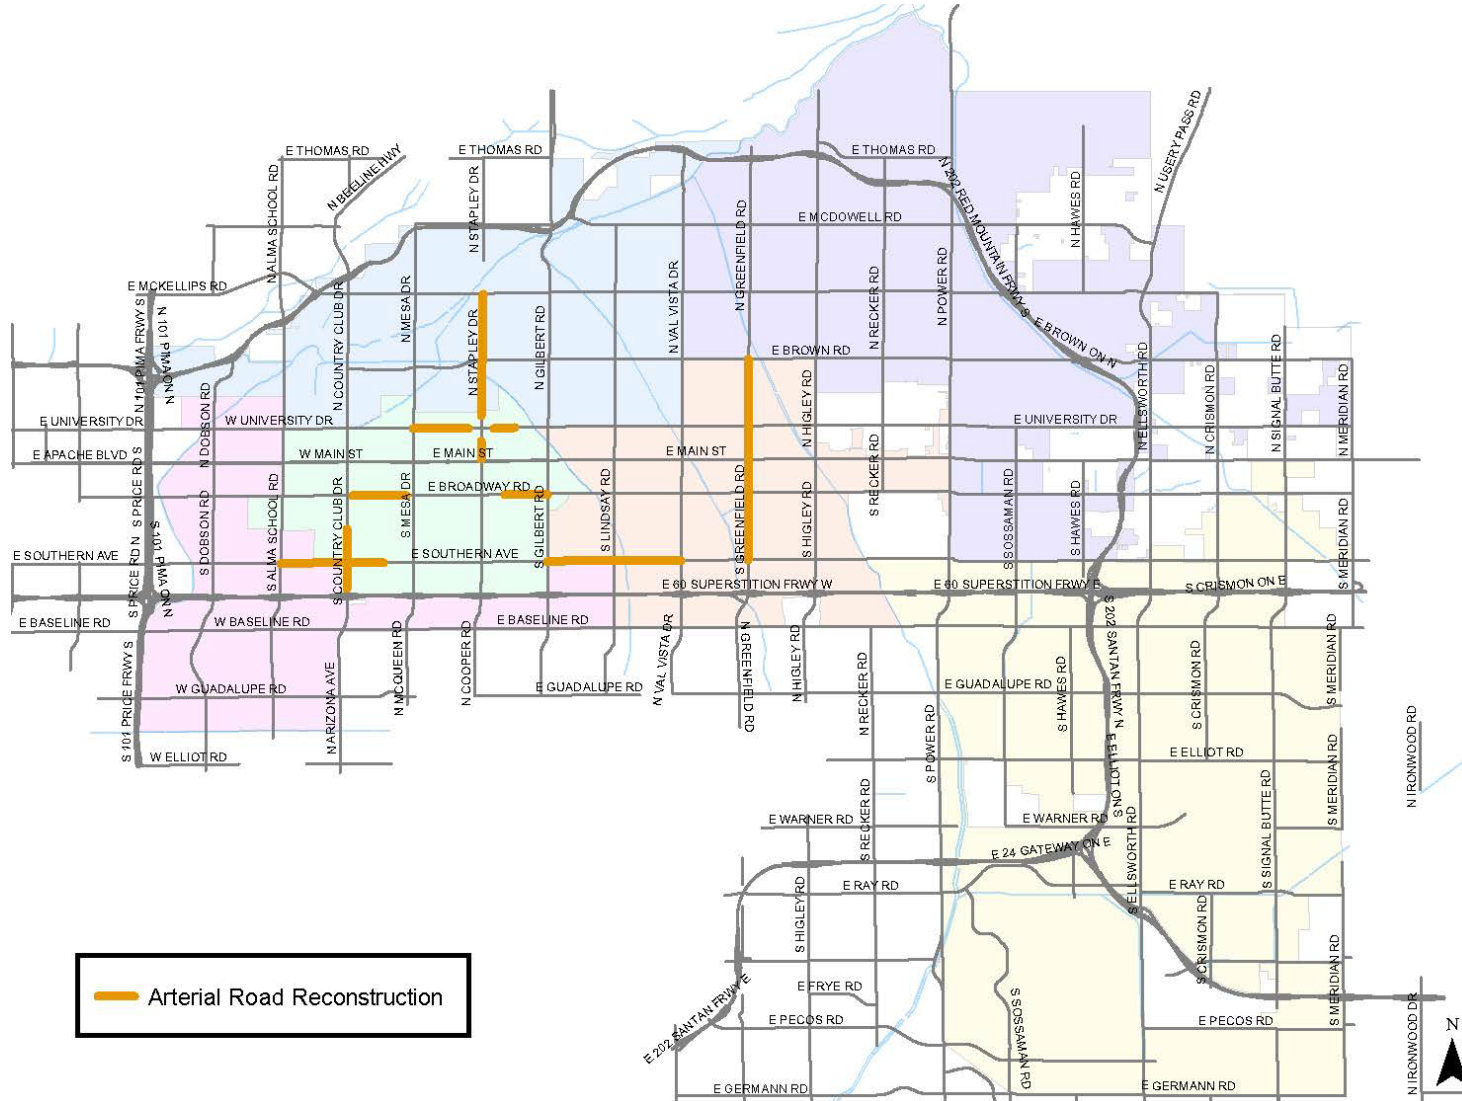 E THOMAS RD
E THOMAS RD
E THOMAS RD
N BEELINE HWY
N ALMA SCHOOL RD
N STAPLEY DR
N 202 RED MOUNTAIN FRWY S
N USERY PASS RD
N HAWES RD
E MCDOWELL RD
N GREENFIELD RD
E MCKELLIPS RD
N 101 PIMA FRWY S
N 101 PIMA ON N
N COUNTRY CLUB DR
N MESA DR
N STAPLEY DR
N GILBERT RD
N VAL VISTA DR
N RECKER RD
N POWER RD
E BROWN ON N
E BROWN RD
N DOBSON RD
N HIGLEY RD
N ELLSWORTH RD
N CRISMON RD
N SIGNAL BUTTE RD
N MERIDIAN RD
E UNIVERSITY DR
W UNIVERSITY DR
E UNIVERSITY DR
E APACHE BLVD
W MAIN ST
E MAIN ST
E MAIN ST
E BROADWAY RD
N PRICE RD S
S DOBSON RD
S ALMA SCHOOL RD
S COUNTRY CLUB DR
S MESA DR
S GILBERT RD
S LINDSAY RD
S GREENFIELD RD
S HIGLEY RD
S RECKER RD
S SOSSAMAN RD
S HAWES RD
S MERIDIAN RD
E SOUTHERN AVE
E SOUTHERN AVE
S PRICE RD N
S 101 PIMA ON N
E 60 SUPERSTITION FRWY W
E 60 SUPERSTITION FRWY E
S CRISMON ON E
E BASELINE RD
W BASELINE RD
E BASELINE RD
S 101 PRICE FRWY S
W GUADALUPE RD
E GUADALUPE RD
E GUADALUPE RD
N ARIZONA AVE
N MCQUEEN RD
N COOPER RD
N VAL VISTA DR
N GREENFIELD RD
N HIGLEY RD
N RECKER RD
S HAWES RD
S 202 SANTAN FRWY N
S CRISMON RD
S MERIDIAN RD
W ELLIOT RD
S POWER RD
E ELLIOT ON S
E ELLIOT RD
N IRONWOOD RD
S SIGNAL BUTTE RD
S MERIDIAN RD
E WARNER RD
S RECKER RD
E WARNER RD
S ELLSWORTH RD
E 24 GATEWAY ON E
E RAY RD
E RAY RD
S HIGLEY RD
S CRISMON RD
S MERIDIAN RD
Arterial Road Reconstruction
E FRYE RD
E 202 SANTAN FRWY E
E PECOS RD
S SOSSAMAN RD
E PECOS RD
N IRONWOOD DR
N
E GERMANN RD
E GERMANN RD